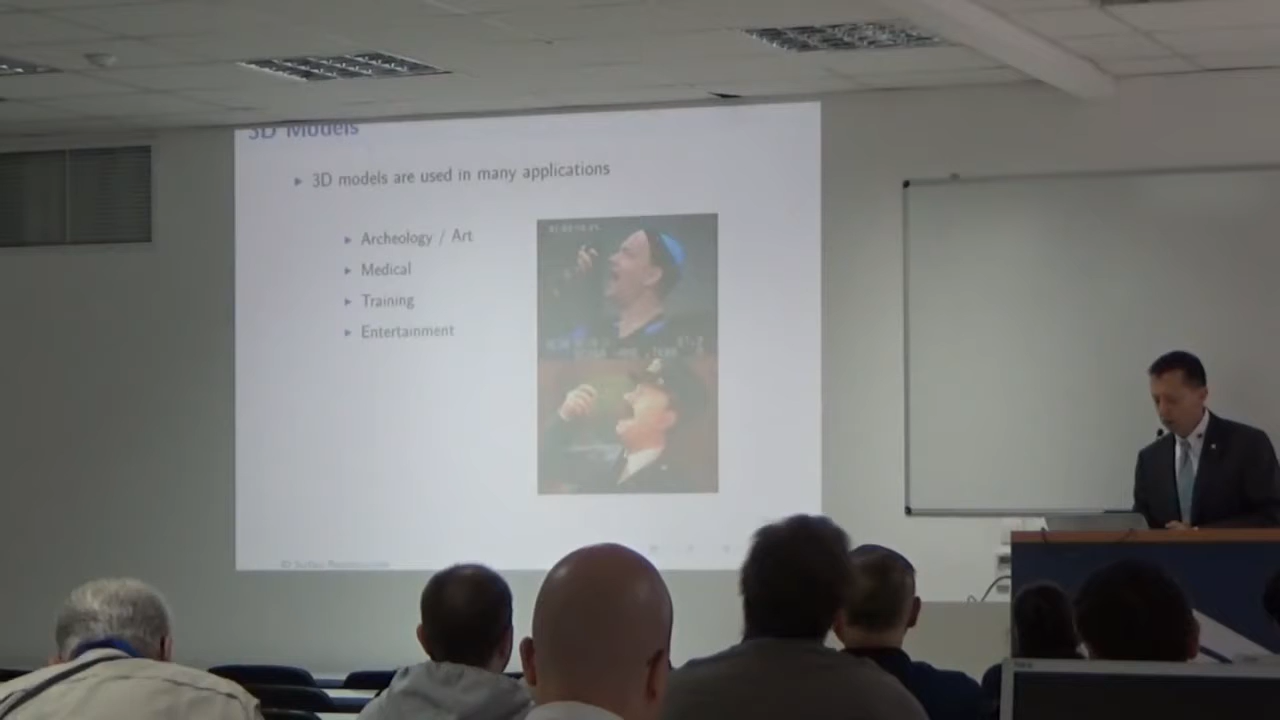 3D Models
3D models are used in many applications
Archeology / Art
Medical
Training
Entertainment